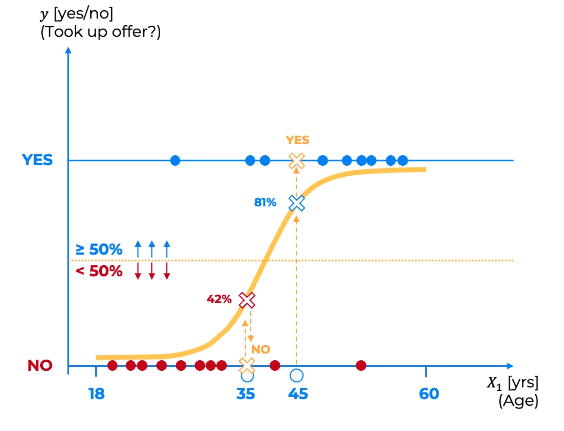 y [yes/no]
(Took up offer?)
YES
YES
81%
≥ 50%
< 50%
42%
NO
NO
18
35
45
60
X₁ [yrs]
(Age)